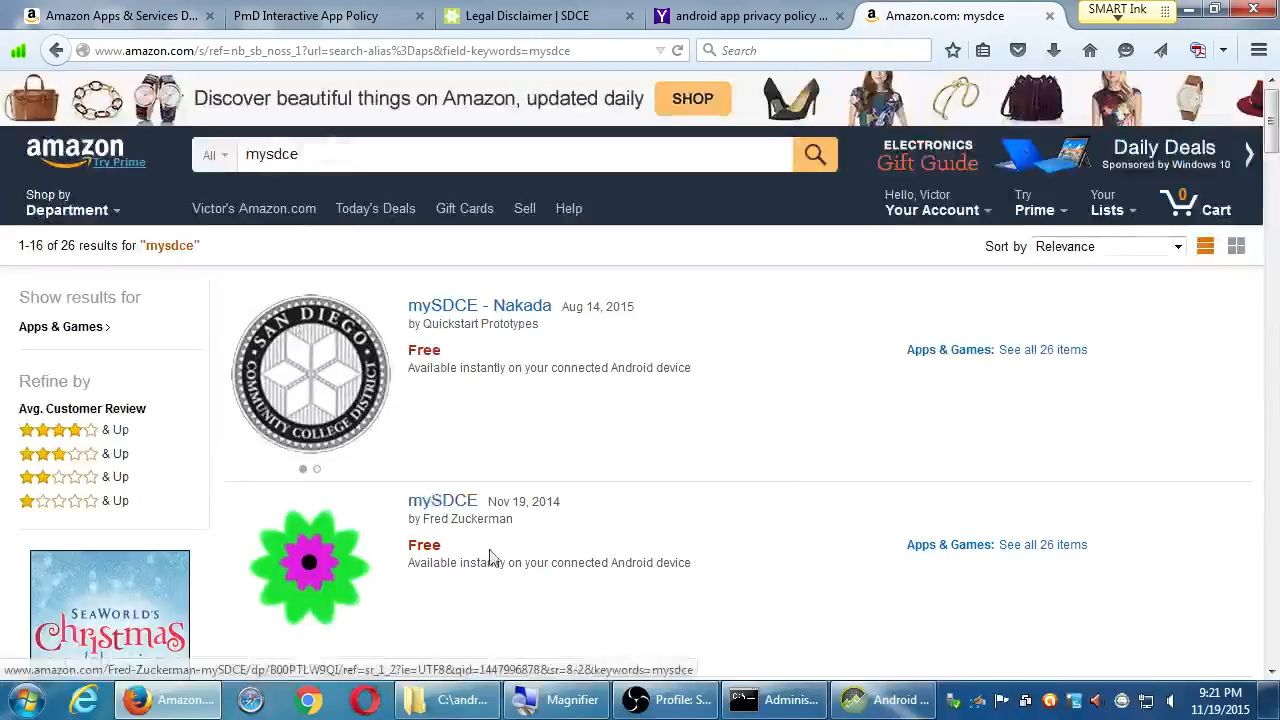 Amazon Apps & Services D...
PmD Interactive App Policy
Legal Disclaimer | SDCE
android app privacy policy ...
Amazon.com: mysdce
SMART Ink
www.amazon.com/s/ref=nb_sb_noss_1?url=search-alias%3Daps&field-keywords=mysdce
Search
Discover beautiful things on Amazon, updated daily
SHOP
amazon
Try Prime
All
mysdce
ELECTRONICS
Gift Guide
Daily Deals
Sponsored by Windows 10
Shop by
Department
Victor's Amazon.com
Today's Deals
Gift Cards
Sell
Help
Hello, Victor
Your Account
Try
Prime
Your
Lists
0
Cart
1-16 of 26 results for "mysdce"
Sort by
Relevance
Show results for
Apps & Games ›
Refine by
Avg. Customer Review
& Up
& Up
& Up
& Up
SAN DIEGO
COMMUNITY COLLEGE DISTRICT
mySDCE - Nakada Aug 14, 2015
by Quickstart Prototypes
Free
Available instantly on your connected Android device
Apps & Games: See all 26 items
mySDCE Nov 19, 2014
by Fred Zuckerman
Free
Available instantly on your connected Android device
Apps & Games: See all 26 items
SEAWORLD'S
Christmas
www.amazon.com/Fred-Zuckerman-mySDCE/dp/B00PTLW9QI/ref=sr_1_2?ie=UTF8&qid=1447996878&sr=8-2&keywords=mysdce
Amazon....
C:\andr...
Magnifier
Profile: S...
Adminis...
Android ...
9:21 PM
11/19/2015